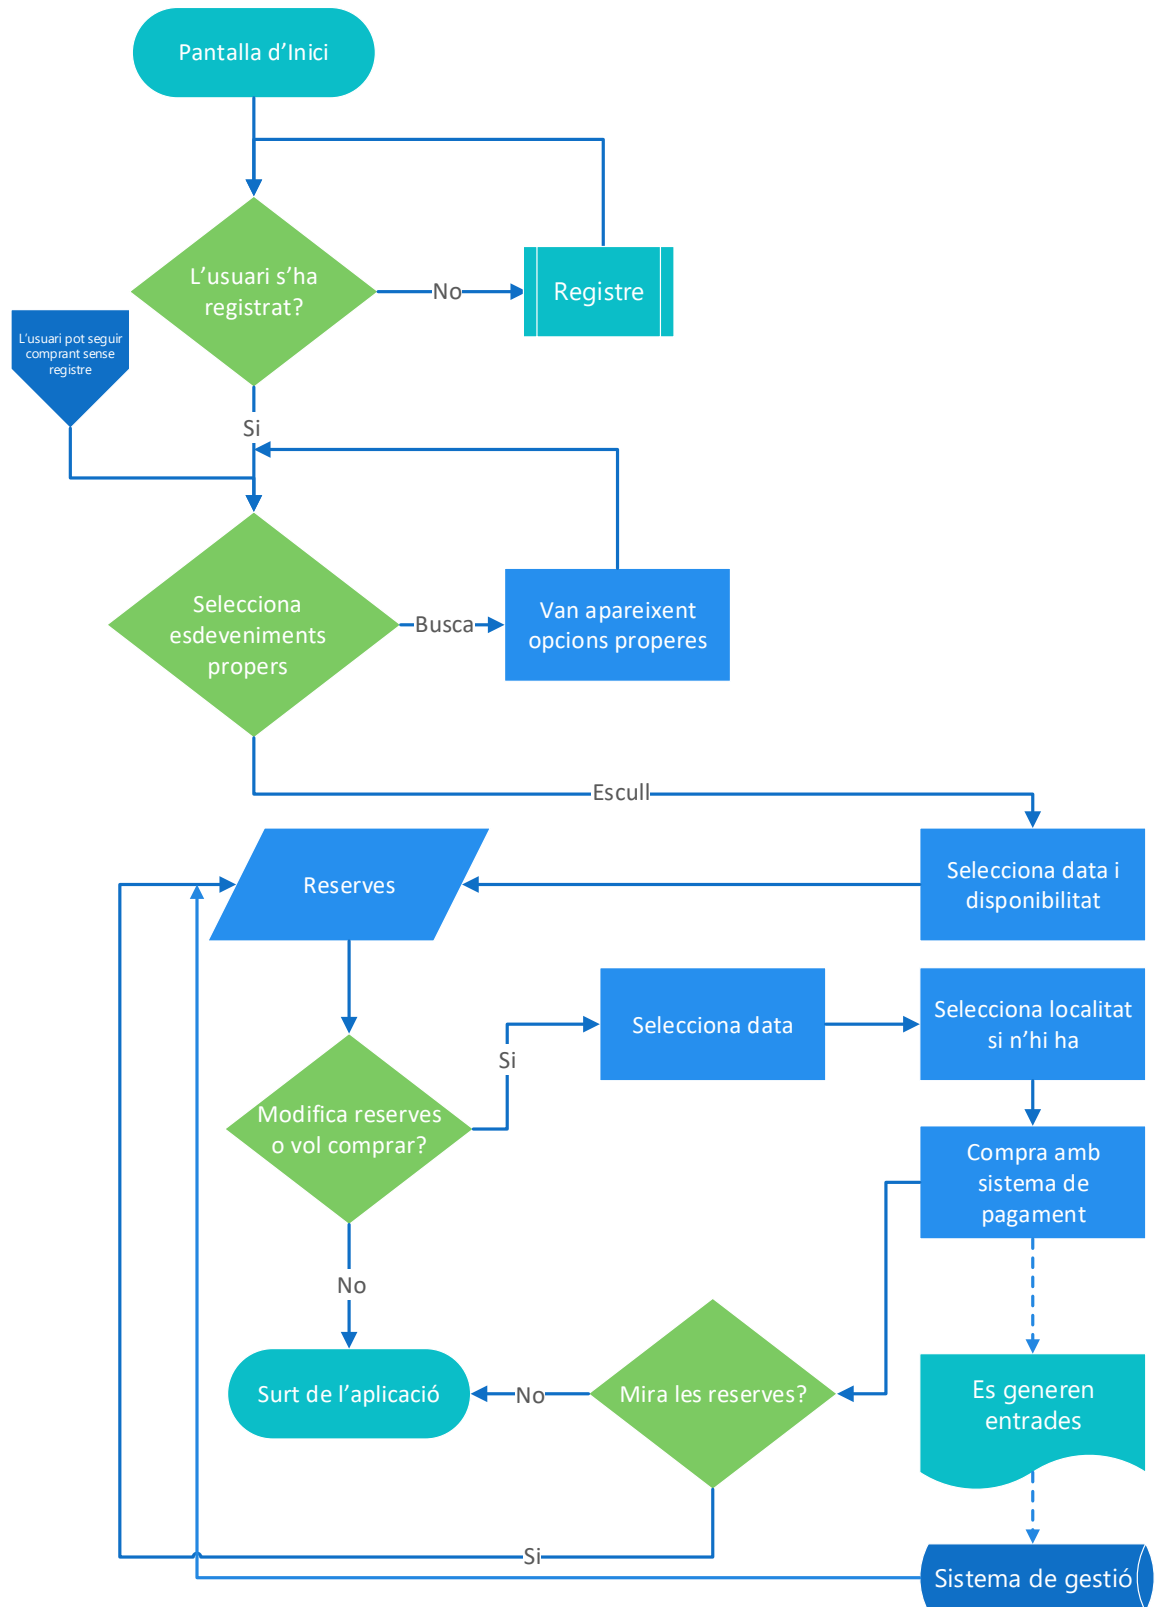 Pantalla d’Inici
L’usuari s’ha
registrat?
No
Registre
L’usuari pot seguir
comprant sense
registre
Si
Selecciona
esdeveniments
propers
Busca
Van apareixent
opcions properes
Escull
Reserves
Selecciona data i
disponibilitat
Selecciona data
Selecciona localitat
si n’hi ha
Si
Modifica reserves
o vol comprar?
Compra amb
sistema de
pagament
No
Surt de l’aplicació
No
Mira les reserves?
Es generen
entrades
Si
Sistema de gestió